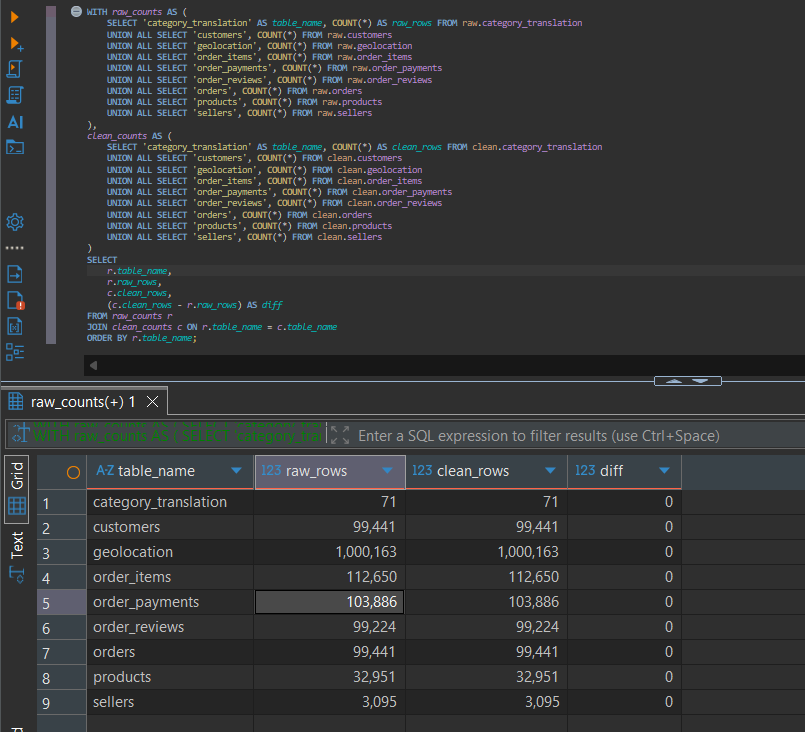 WITH raw_counts AS (
SELECT 'category_translation' AS table_name, COUNT(*) AS raw_rows FROM raw.category_translation
UNION ALL SELECT 'customers', COUNT(*) FROM raw.customers
UNION ALL SELECT 'geolocation', COUNT(*) FROM raw.geolocation
UNION ALL SELECT 'order_items', COUNT(*) FROM raw.order_items
UNION ALL SELECT 'order_payments', COUNT(*) FROM raw.order_payments
UNION ALL SELECT 'order_reviews', COUNT(*) FROM raw.order_reviews
UNION ALL SELECT 'orders', COUNT(*) FROM raw.orders
UNION ALL SELECT 'products', COUNT(*) FROM raw.products
UNION ALL SELECT 'sellers', COUNT(*) FROM raw.sellers
),
clean_counts AS (
SELECT 'category_translation' AS table_name, COUNT(*) AS clean_rows FROM clean.category_translation
UNION ALL SELECT 'customers', COUNT(*) FROM clean.customers
UNION ALL SELECT 'geolocation', COUNT(*) FROM clean.geolocation
UNION ALL SELECT 'order_items', COUNT(*) FROM clean.order_items
UNION ALL SELECT 'order_payments', COUNT(*) FROM clean.order_payments
UNION ALL SELECT 'order_reviews', COUNT(*) FROM clean.order_reviews
UNION ALL SELECT 'orders', COUNT(*) FROM clean.orders
UNION ALL SELECT 'products', COUNT(*) FROM clean.products
UNION ALL SELECT 'sellers', COUNT(*) FROM clean.sellers
)
SELECT
r.table_name,
r.raw_rows,
c.clean_rows,
(c.clean_rows - r.raw_rows) AS diff
FROM raw_counts r
JOIN clean_counts c ON r.table_name = c.table_name
ORDER BY r.table_name;
AI
raw_counts(+) 1
WITH raw_counts AS ( SELECT 'category_tran Enter a SQL expression to filter results (use Ctrl+Space)
Grid
Text
A-Z table_name 123 raw_rows 123 clean_rows 123 diff
1 category_translation 71 71 0
2 customers 99,441 99,441 0
3 geolocation 1,000,163 1,000,163 0
4 order_items 112,650 112,650 0
5 order_payments 103,886 103,886 0
6 order_reviews 99,224 99,224 0
7 orders 99,441 99,441 0
8 products 32,951 32,951 0
9 sellers 3,095 3,095 0